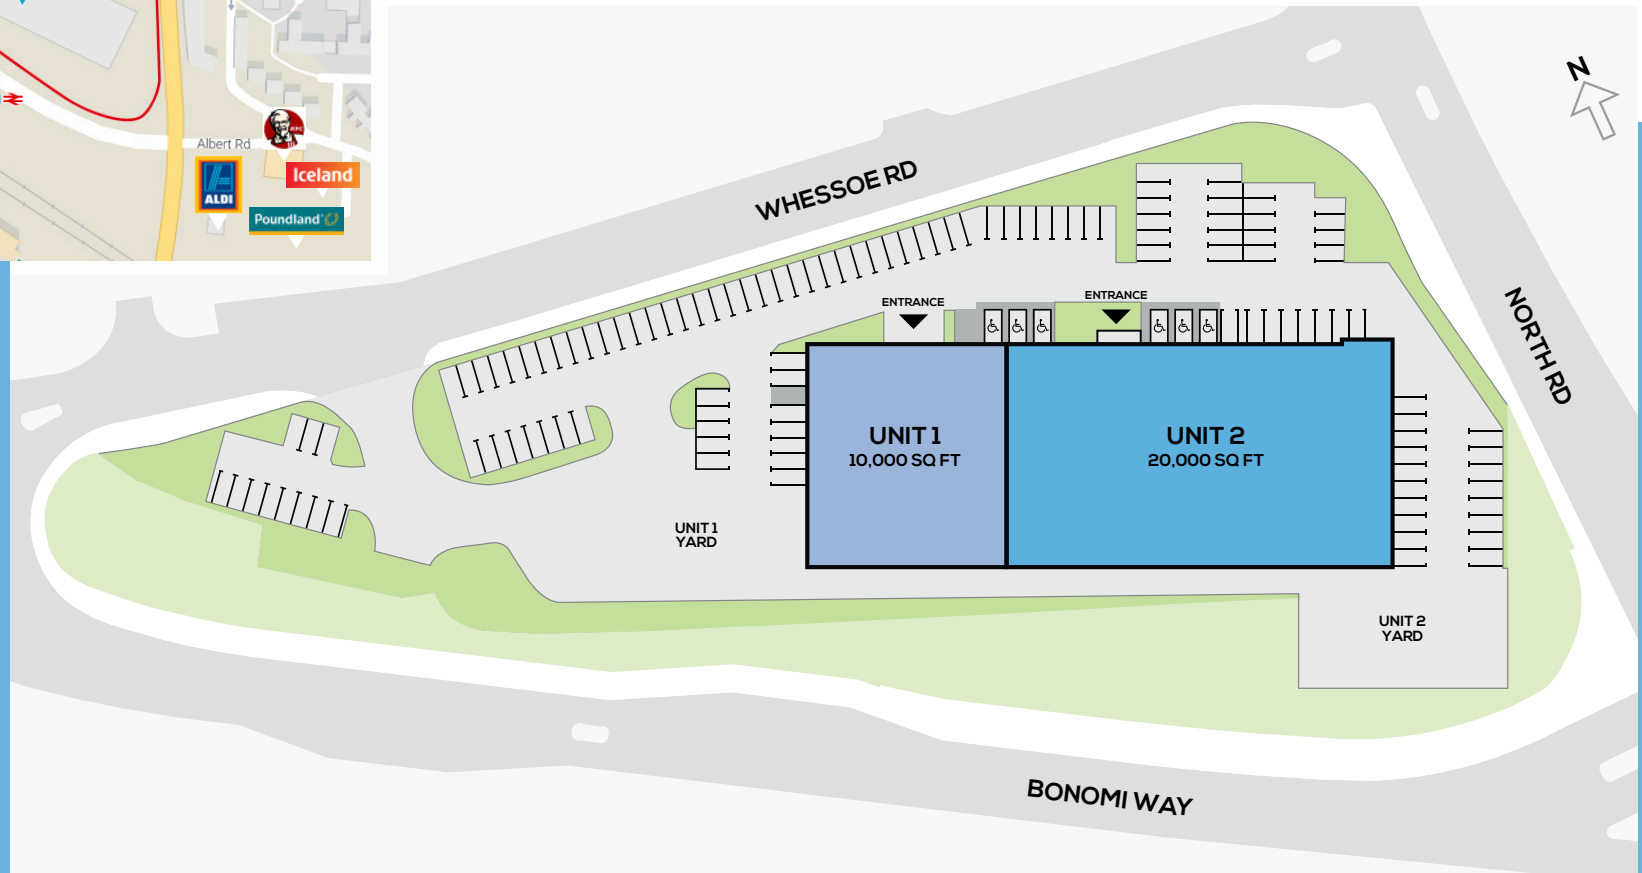 Albert Rd
KFC
ALDI
Iceland
Poundland
N
WHESSOE RD
NORTH RD
ENTRANCE
ENTRANCE
UNIT 1
10,000 SQ FT
UNIT 2
20,000 SQ FT
UNIT 1
YARD
UNIT 2
YARD
BONOMI WAY